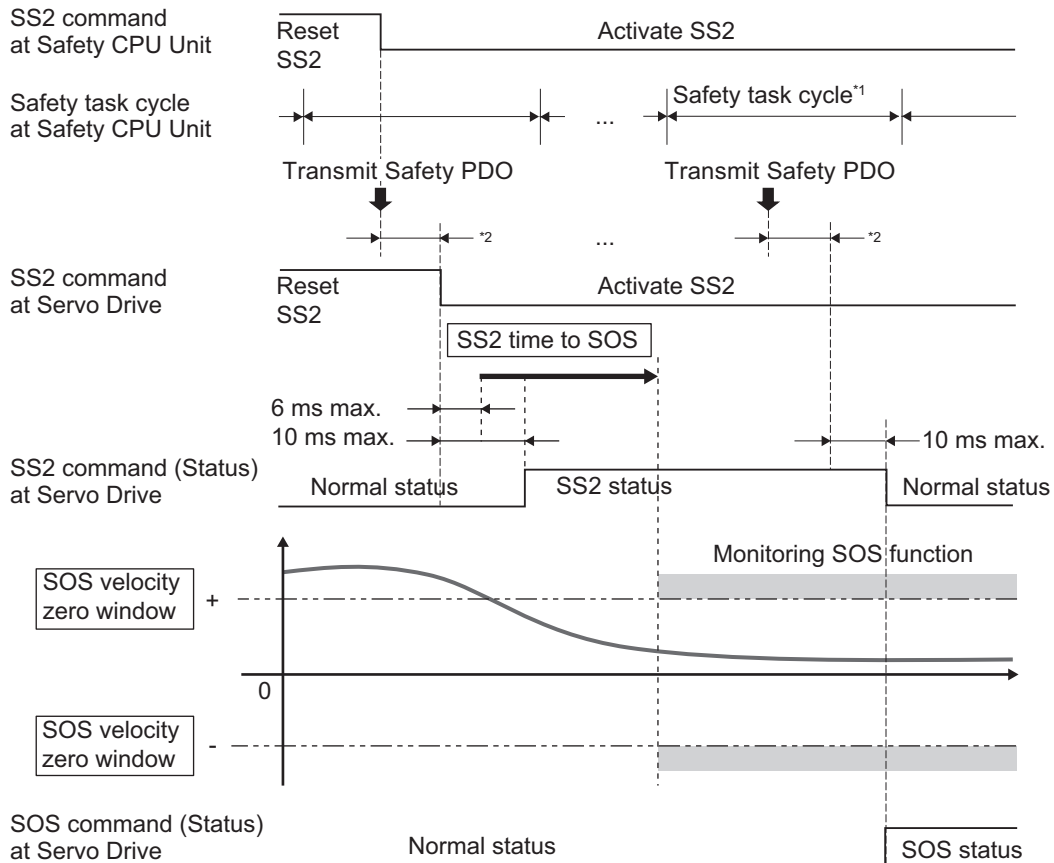 SS2 command
at Safety CPU Unit
Reset
SS2
Activate SS2
Safety task cycle
at Safety CPU Unit
...
Safety task cycle*1
Transmit Safety PDO
Transmit Safety PDO
*2
...
*2
SS2 command
at Servo Drive
Reset
SS2
Activate SS2
SS2 time to SOS
6 ms max.
10 ms max.
10 ms max.
SS2 command (Status)
at Servo Drive
Normal status
SS2 status
Normal status
Monitoring SOS function
SOS velocity
zero window
+
0
SOS velocity
zero window
-
SOS command (Status)
at Servo Drive
Normal status
SOS status